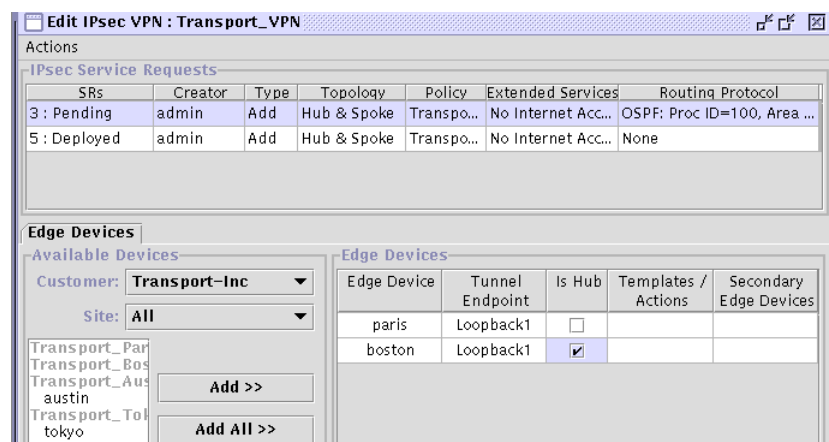 Edit IPsec VPN : Transport_VPN
Actions
IPsec Service Requests
SRs Creator Type Topology Policy Extended Services Routing Protocol
3 : Pending admin Add Hub & Spoke Transpo... No Internet Acc... OSPF: Proc ID=100, Area ...
5 : Deployed admin Add Hub & Spoke Transpo... No Internet Acc... None
Edge Devices
Available Devices
Customer: Transport-Inc
Site: All
Transport_Par
Transport_Bos
Transport_Aus
austin
Transport_Tok
tokyo
Add >>
Add All >>
Edge Devices
Edge Device Tunnel Endpoint Is Hub Templates / Actions Secondary Edge Devices
paris Loopback1
boston Loopback1